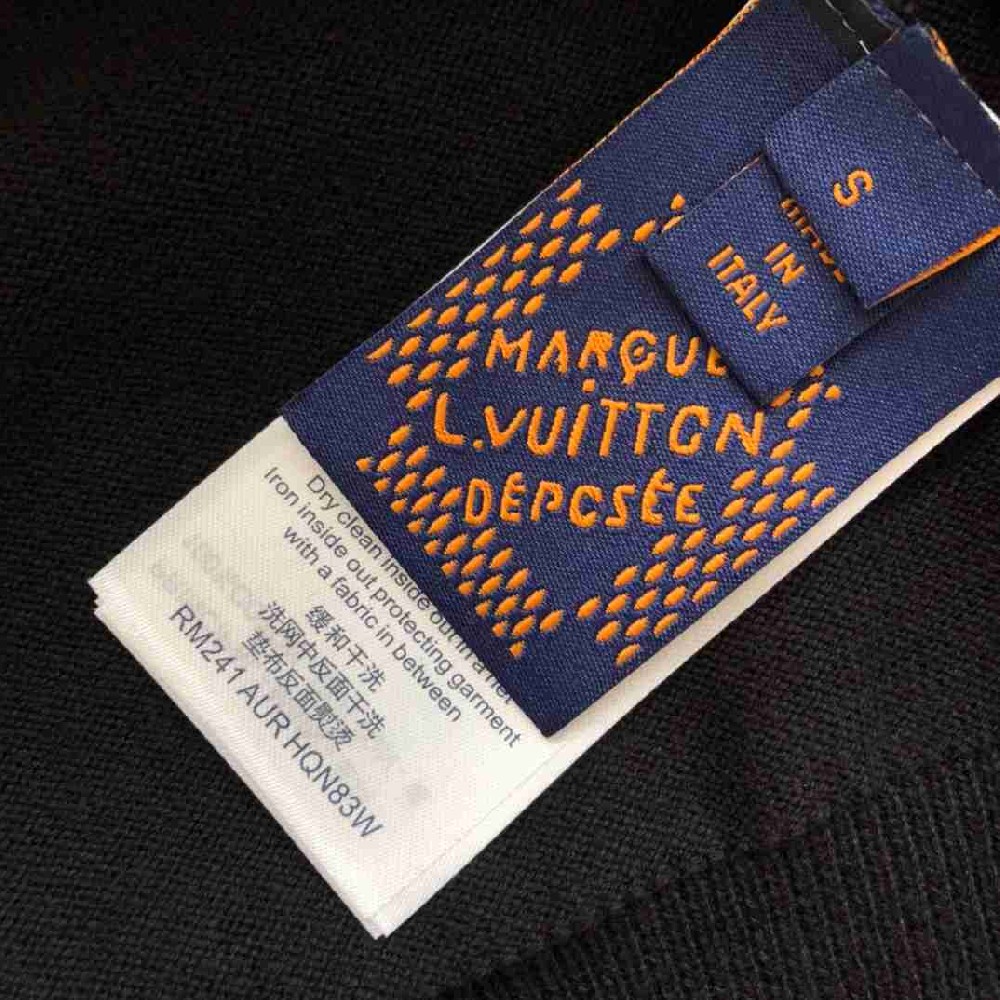 S
MADE
IN
ITALY
MARQUE
L.VUITTON
DÉPOSÉE
Dry clean inside out in a net
Iron inside out protecting garment
with a fabric in between
缓和干洗
洗网中反面干洗
垫布反面熨烫
RM241 AUR HQN83W